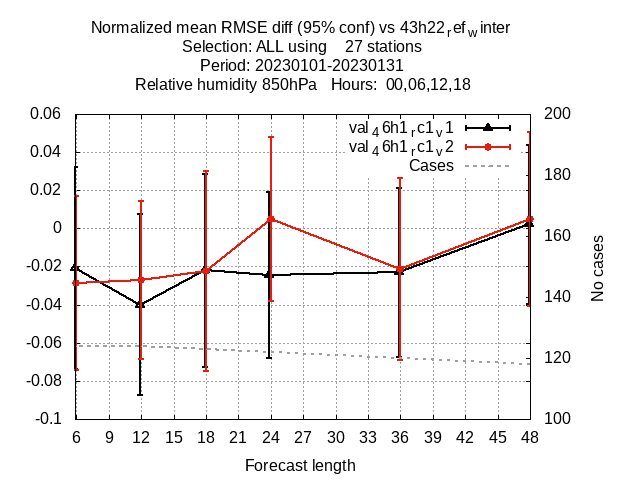 Normalized mean RMSE diff (95% conf) vs 43h22refwinter
Selection: ALL using 27 stations
Period: 20230101-20230131
Relative humidity 850hPa Hours: 00,06,12,18
0.06
0.04
0.02
0
-0.02
-0.04
-0.06
-0.08
-0.1
200
180
160
140
120
100
No cases
val46h1rc1v1
val46h1rc1v2
Cases
6 9 12 15 18 21 24 27 30 33 36 39 42 45 48
Forecast length